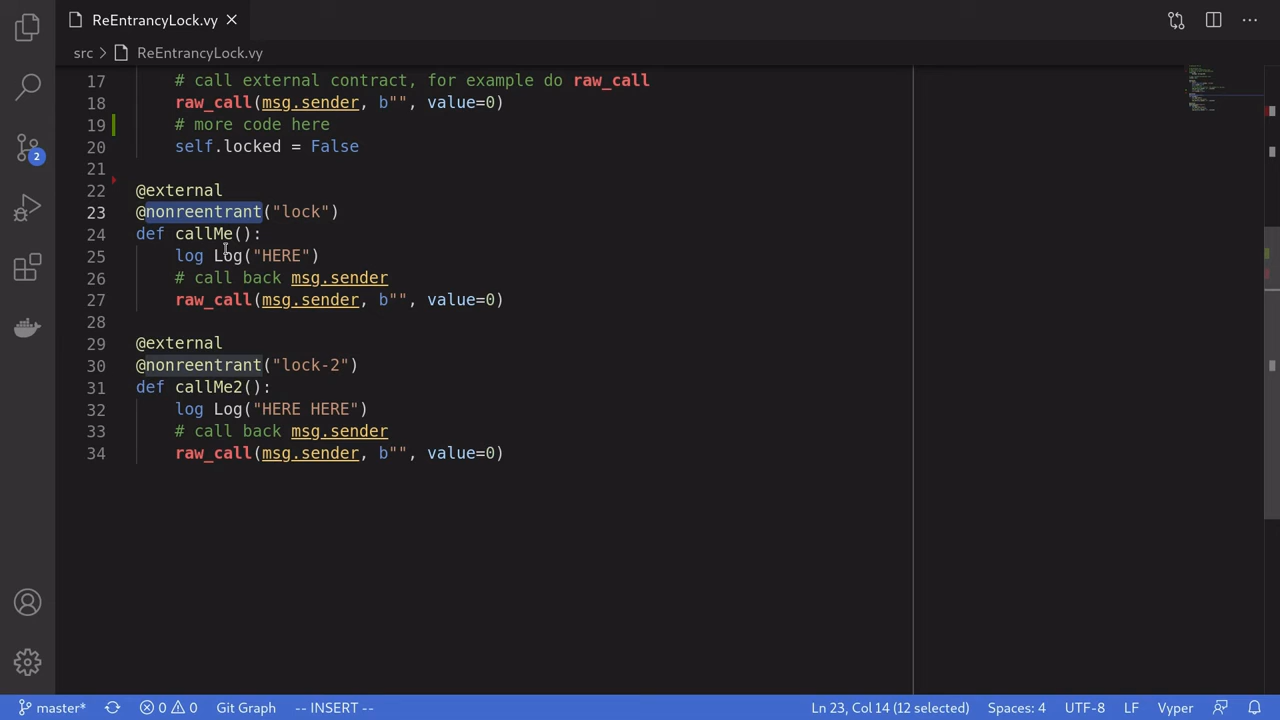 ReEntrancyLock.vy
src > ReEntrancyLock.vy
17 # call external contract, for example do raw_call
18 raw_call(msg.sender, b"", value=0)
19 # more code here
20 self.locked = False
21
22 @external
23 @nonreentrant("lock")
24 def callMe():
25 log Log("HERE")
26 # call back msg.sender
27 raw_call(msg.sender, b"", value=0)
28
29 @external
30 @nonreentrant("lock-2")
31 def callMe2():
32 log Log("HERE HERE")
33 # call back msg.sender
34 raw_call(msg.sender, b"", value=0)
2
master* 0 0 Git Graph -- INSERT -- Ln 23, Col 14 (12 selected) Spaces: 4 UTF-8 LF Vyper